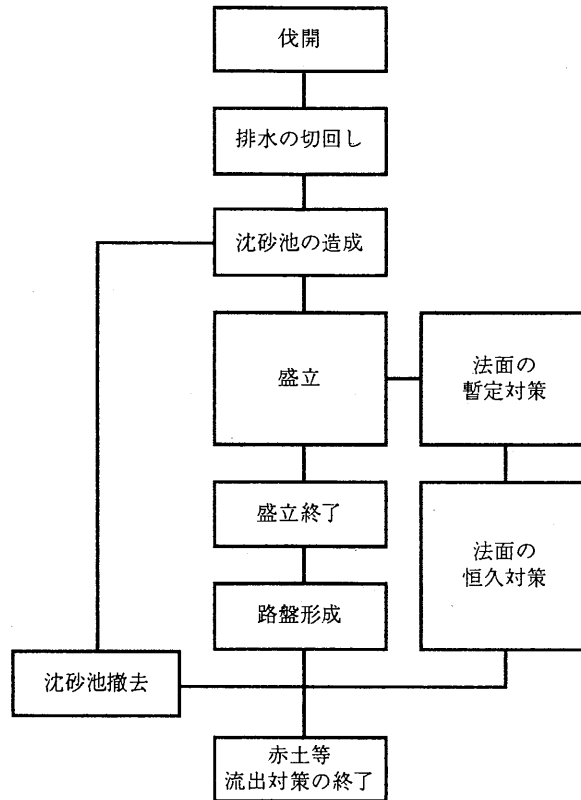 伐開
排水の切回し
沈砂池の造成
盛立
法面の
暫定対策
盛立終了
法面の
恒久対策
路盤形成
沈砂池撤去
赤土等
流出対策の終了